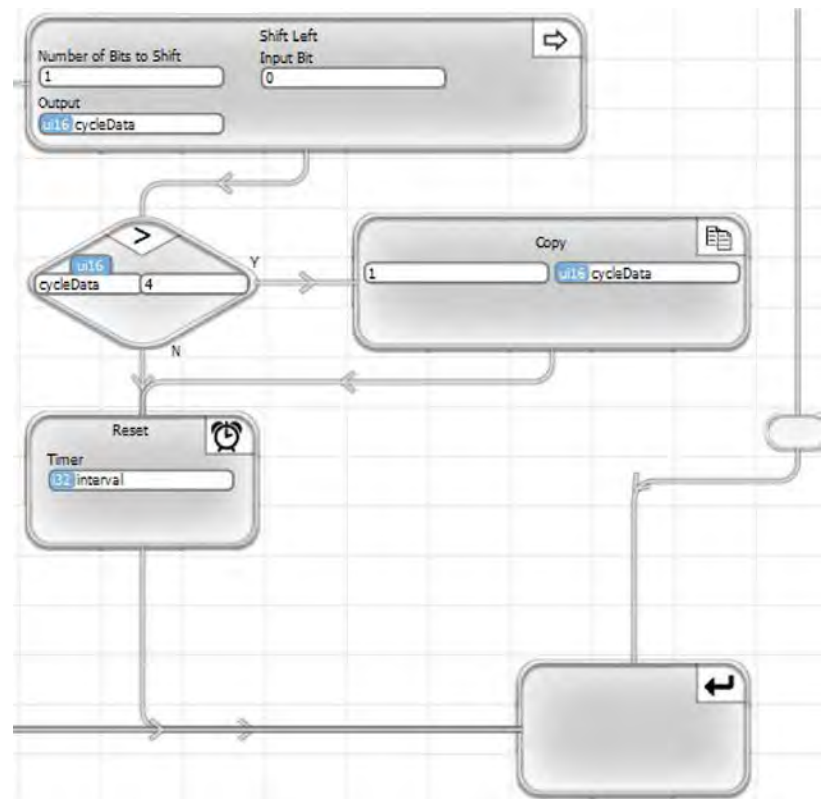 Shift Left
Number of Bits to Shift
Input Bit
1
0
Output
ui16 cycleData
>
ui16
cycleData
4
Y
N
Copy
1
ui16 cycleData
Reset
Timer
i32 interval